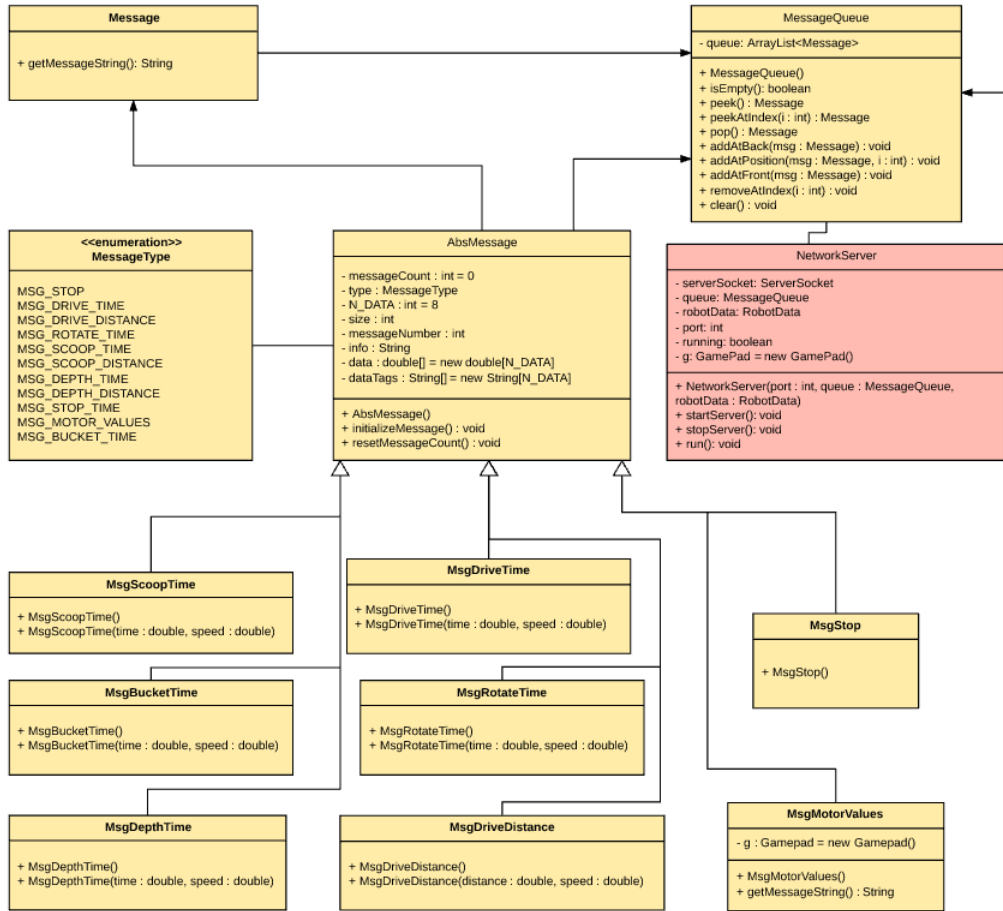 Message
+ getMessageString(): String
MessageQueue
- queue: ArrayList<Message>
+ MessageQueue()
+ isEmpty(): boolean
+ peek() : Message
+ peekAtIndex(i : int) : Message
+ pop() : Message
+ addAtBack(msg : Message) : void
+ addAtPosition(msg : Message, i : int) : void
+ addAtFront(msg : Message) : void
+ removeAtIndex(i : int) : void
+ clear() : void
<<enumeration>>
MessageType
MSG_STOP
MSG_DRIVE_TIME
MSG_DRIVE_DISTANCE
MSG_ROTATE_TIME
MSG_SCOOP_TIME
MSG_SCOOP_DISTANCE
MSG_DEPTH_TIME
MSG_DEPTH_DISTANCE
MSG_STOP_TIME
MSG_MOTOR_VALUES
MSG_BUCKET_TIME
AbsMessage
- messageCount : int = 0
- type : MessageType
- N_DATA : int = 8
- size : int
- messageNumber : int
- info : String
- data : double[] = new double[N_DATA]
- dataTags : String[] = new String[N_DATA]
+ AbsMessage()
+ initializeMessage() : void
+ resetMessageCount() : void
NetworkServer
- serverSocket: ServerSocket
- queue: MessageQueue
- robotData: RobotData
- port: int
- running: boolean
- g: GamePad = new GamePad()
+ NetworkServer(port : int, queue : MessageQueue,
robotData : RobotData)
+ startServer(): void
+ stopServer(): void
+ run(): void
MsgScoopTime
+ MsgScoopTime()
+ MsgScoopTime(time : double, speed : double)
MsgDriveTime
+ MsgDriveTime()
+ MsgDriveTime(time : double, speed : double)
MsgStop
+ MsgStop()
MsgBucketTime
+ MsgBucketTime()
+ MsgBucketTime(time : double, speed : double)
MsgRotateTime
+ MsgRotateTime()
+ MsgRotateTime(time : double, speed : double)
MsgDepthTime
+ MsgDepthTime()
+ MsgDepthTime(time : double, speed : double)
MsgDriveDistance
+ MsgDriveDistance()
+ MsgDriveDistance(distance : double, speed : double)
MsgMotorValues
- g : Gamepad = new Gamepad()
+ MsgMotorValues()
+ getMessageString() : String